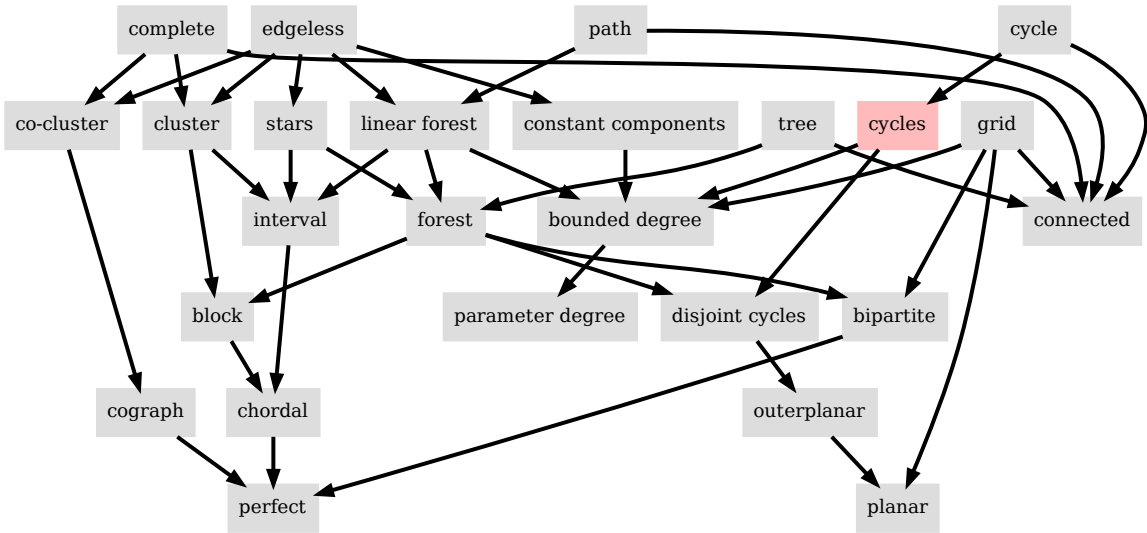 complete
edgeless
path
cycle
co-cluster
cluster
stars
linear forest
constant components
tree
cycles
grid
interval
forest
bounded degree
connected
block
parameter degree
disjoint cycles
bipartite
cograph
chordal
outerplanar
perfect
planar